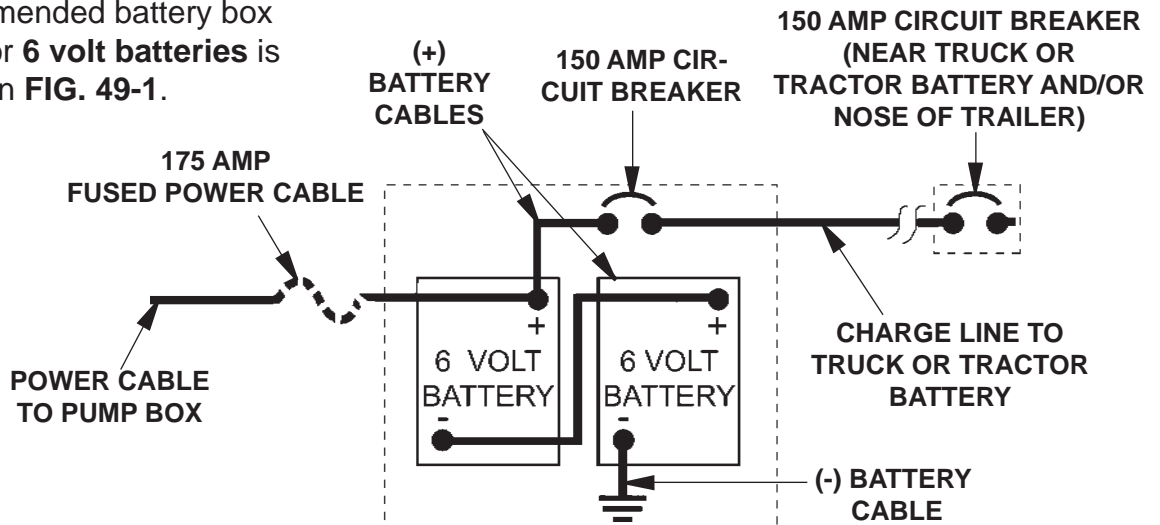 mended battery box
or 6 volt batteries is
n FIG. 49-1.
(+)
BATTERY
CABLES
150 AMP CIR-
CUIT BREAKER
150 AMP CIRCUIT BREAKER
(NEAR TRUCK OR
TRACTOR BATTERY AND/OR
NOSE OF TRAILER)
175 AMP
FUSED POWER CABLE
+
6 VOLT
BATTERY
-
+
6 VOLT
BATTERY
-
POWER CABLE
TO PUMP BOX
CHARGE LINE TO
TRUCK OR TRACTOR
BATTERY
(-) BATTERY
CABLE